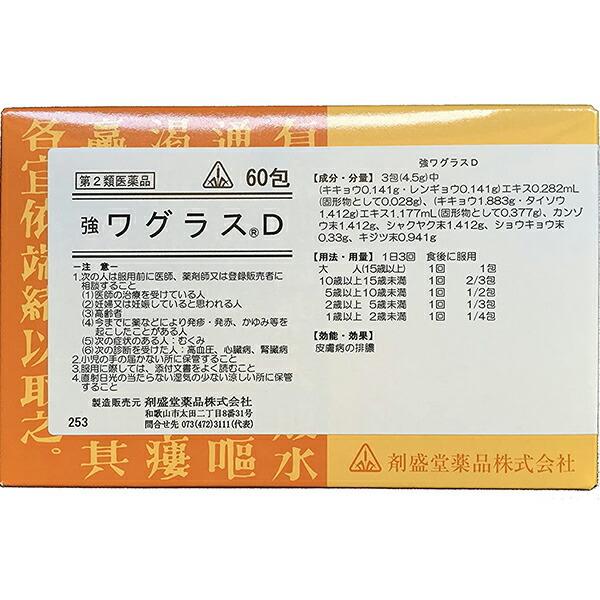 第2類医薬品
60包
強ワグラス®D
－注 意－
1.次の人は服用前に医師、薬剤師又は登録販売者に
相談すること
(1)医師の治療を受けている人
(2)妊婦又は妊娠していると思われる人
(3)高齢者
(4)今までに薬などにより発疹・発赤、かゆみ等を
起こしたことがある人
(5)次の症状のある人：むくみ
(6)次の診断を受けた人：高血圧、心臓病、腎臓病
2.小児の手の届かない所に保管すること
3.服用に際しては、添付文書をよく読むこと
4.直射日光の当たらない湿気の少ない涼しい所に保管す
ること
製造販売元 剤盛堂薬品株式会社
和歌山市太田二丁目8番31号
問合せ先 073(472)3111(代表)
253
強ワグラスD
【成分・分量】3包(4.5g)中
(キキョウ0.141g・レンギョウ0.141g)エキス0.282mL
(固形物として0.028g)、(キキョウ1.883g・タイソウ
1.412g)エキス1.177mL(固形物として0.377g)、カンゾ
ウ末1.412g、シャクヤク末1.412g、ショウキョウ末
0.33g、キジツ末0.941g
【用法・用量】1日3回 食後に服用
大 人(15歳以上) 1回 1包
10歳以上15歳未満 1回 2/3包
5歳以上10歳未満 1回 1/2包
2歳以上 5歳未満 1回 1/3包
1歳以上 2歳未満 1回 1/4包
【効能・効果】
皮膚病の排膿
剤盛堂薬品株式会社
各宜依端緒以取之。